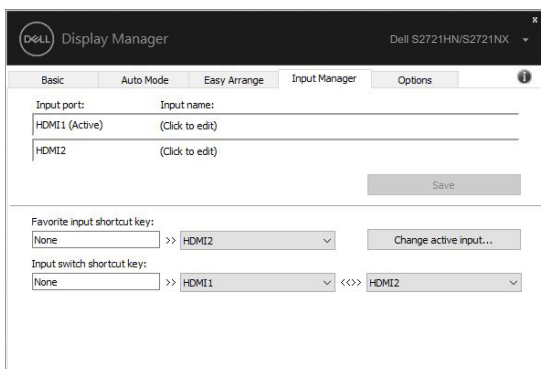 x
DELL Display Manager Dell S2721HN/S2721NX
Basic Auto Mode Easy Arrange Input Manager Options i
Input port: Input name:
HDMI1 (Active) (Click to edit)
HDMI2 (Click to edit)
Save
Favorite input shortcut key:
None >> HDMI2 Change active input...
Input switch shortcut key:
None >> HDMI1 <<>> HDMI2